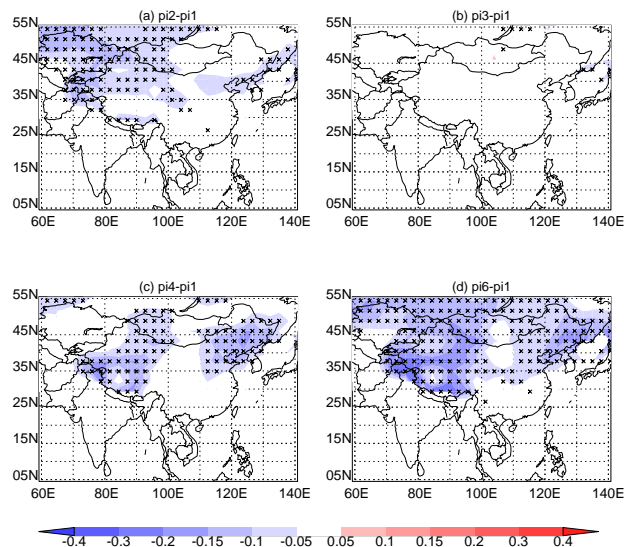 (a) pi2-pi1
(b) pi3-pi1
55N 55N
45N 45N
35N 35N
25N 25N
15N 15N
05N 05N
60E 80E 100E 120E 140E 60E 80E 100E 120E 140E
(c) pi4-pi1
(d) pi6-pi1
55N 55N
45N 45N
35N 35N
25N 25N
15N 15N
05N 05N
60E 80E 100E 120E 140E 60E 80E 100E 120E 140E
-0.4 -0.3 -0.2 -0.15 -0.1 -0.05 0.05 0.1 0.15 0.2 0.3 0.4